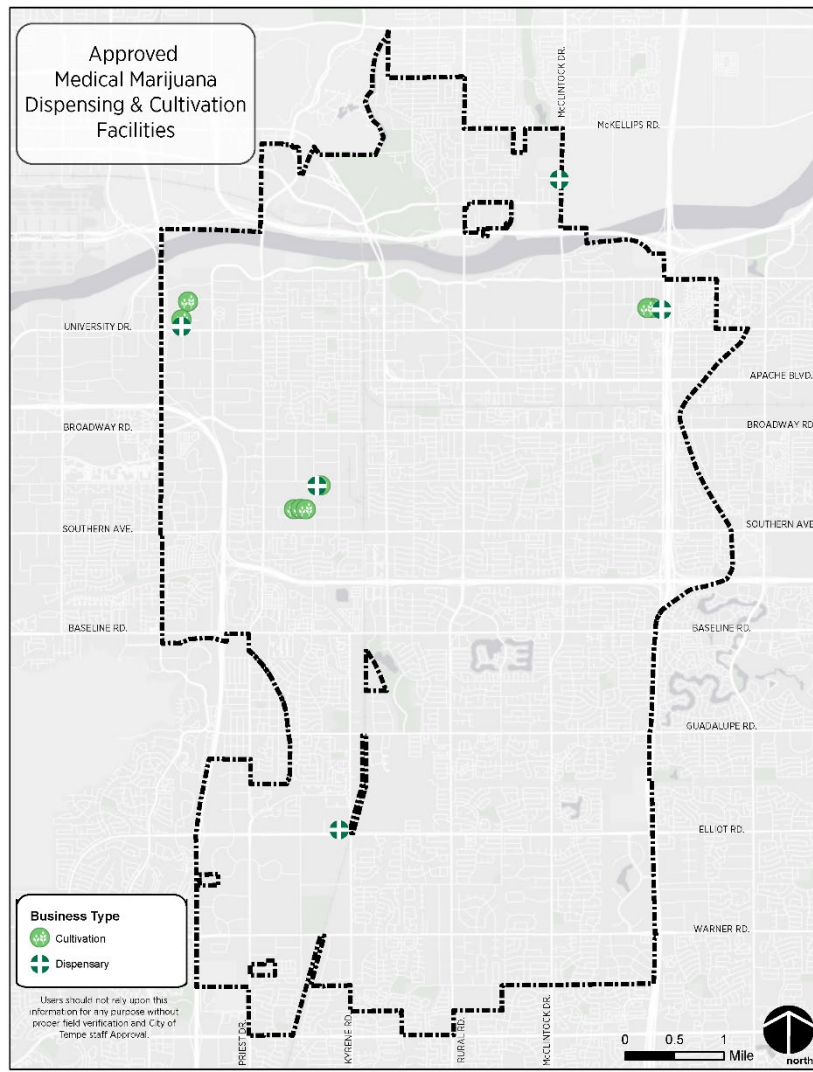 Approved
Medical Marijuana
Dispensing & Cultivation
Facilities
McCLINTOCK DR.
McKELLIPS RD.
UNIVERSITY DR.
APACHE BLVD.
BROADWAY RD.
BROADWAY RD
SOUTHERN AVE.
SOUTHERN AVE
BASELINE RD.
BASELINE RD.
GUADALUPE RD.
ELLIOT RD.
WARNER RD.
Business Type
Cultivation
Dispensary
Users should not rely upon this
information for any purpose without
proper field verification and City of
Tempe staff Approval.
PRIEST DR.
KYRENE RD.
RURAL RD.
McCLINTOCK DR.
0 0.5 1
Mile
north